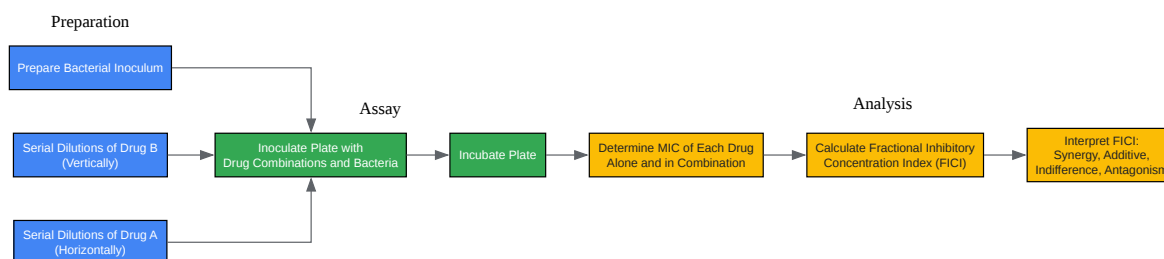 Preparation
Prepare Bacterial Inoculum
Assay
Analysis
Serial Dilutions of Drug B
(Vertically)
Inoculate Plate with
Drug Combinations and Bacteria
Incubate Plate
Determine MIC of Each Drug
Alone and in Combination
Calculate Fractional Inhibitory
Concentration Index (FICI)
Interpret FICI:
Synergy, Additive,
Indifference, Antagonism
Serial Dilutions of Drug A
(Horizontally)